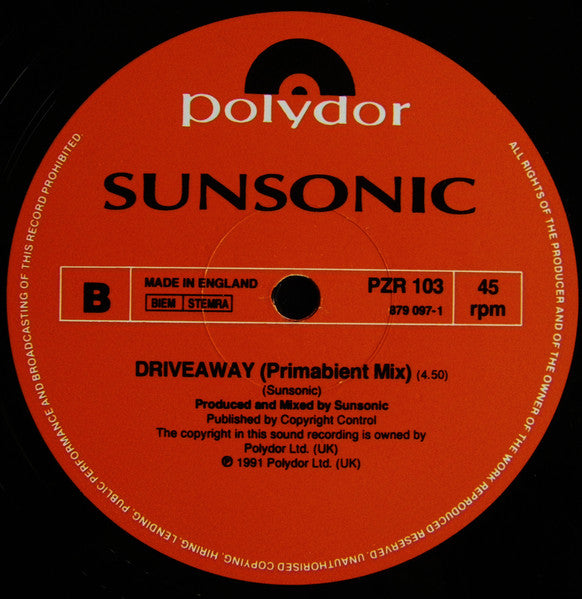 polydor
SUNSONIC
B
MADE IN ENGLAND
BIEM STEMRA
PZR 103
879 097-1
45
rpm
DRIVEAWAY (Primabient Mix) (4.50)
(Sunsonic)
Produced and Mixed by Sunsonic
Published by Copyright Control
The copyright in this sound recording is owned by
Polydor Ltd. (UK)
℗ 1991 Polydor Ltd. (UK)
ALL RIGHTS OF THE PRODUCER AND OF THE OWNER OF THE WORK REPRODUCED RESERVED. UNAUTHORISED COPYING, HIRING, LENDING, PUBLIC PERFORMANCE AND BROADCASTING OF THIS RECORD PROHIBITED.